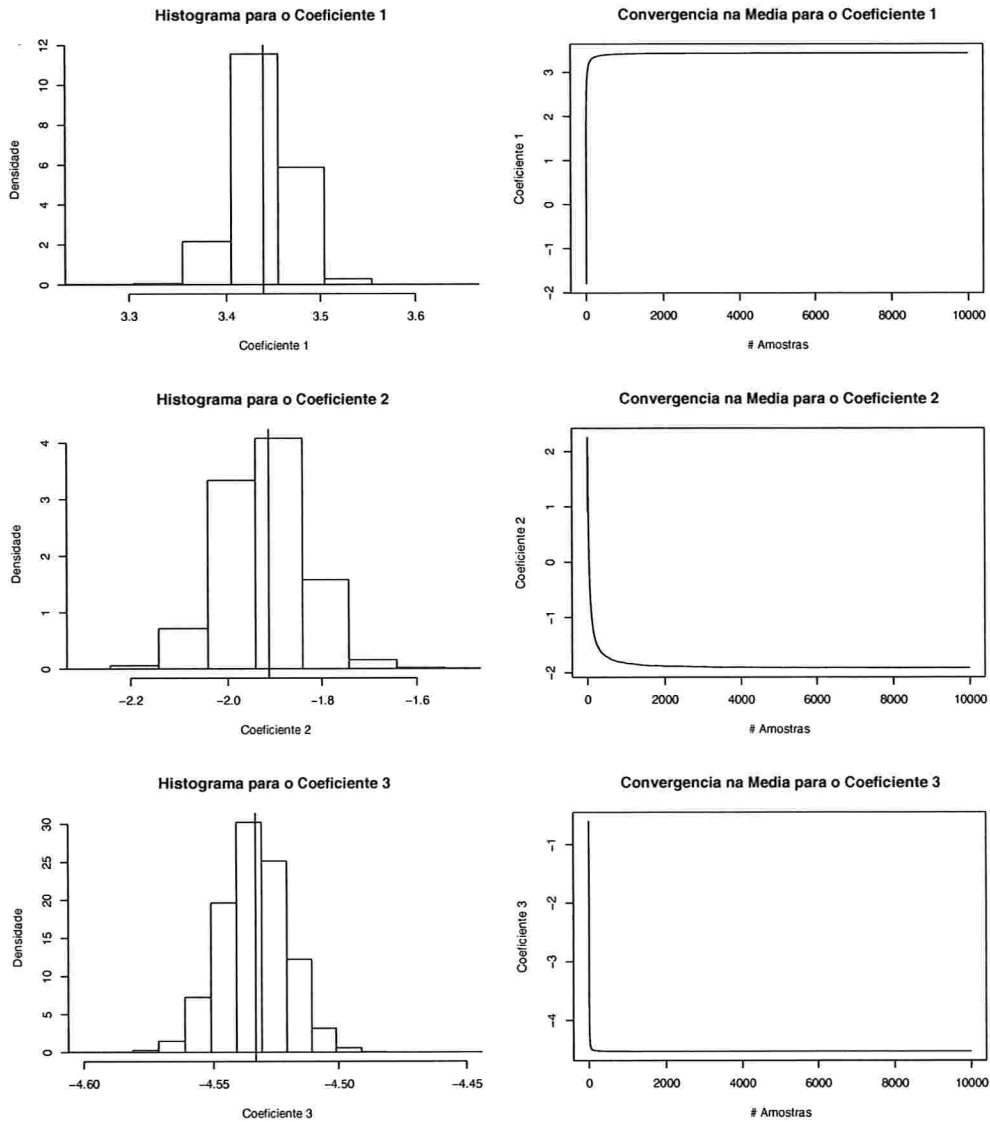 Histograma para o Coeficiente 1
Densidade
0 2 4 6 8 10 12
3.3 3.4 3.5 3.6
Coeficiente 1
Convergencia na Media para o Coeficiente 1
Coeficiente 1
−2 −1 0 1 2 3
0 2000 4000 6000 8000 10000
# Amostras
Histograma para o Coeficiente 2
Densidade
0 1 2 3 4
−2.2 −2.0 −1.8 −1.6
Coeficiente 2
Convergencia na Media para o Coeficiente 2
Coeficiente 2
−2 −1 0 1 2
0 2000 4000 6000 8000 10000
# Amostras
Histograma para o Coeficiente 3
Densidade
0 5 10 15 20 25 30
−4.60 −4.55 −4.50 −4.45
Coeficiente 3
Convergencia na Media para o Coeficiente 3
Coeficiente 3
−4 −3 −2 −1
0 2000 4000 6000 8000 10000
# Amostras